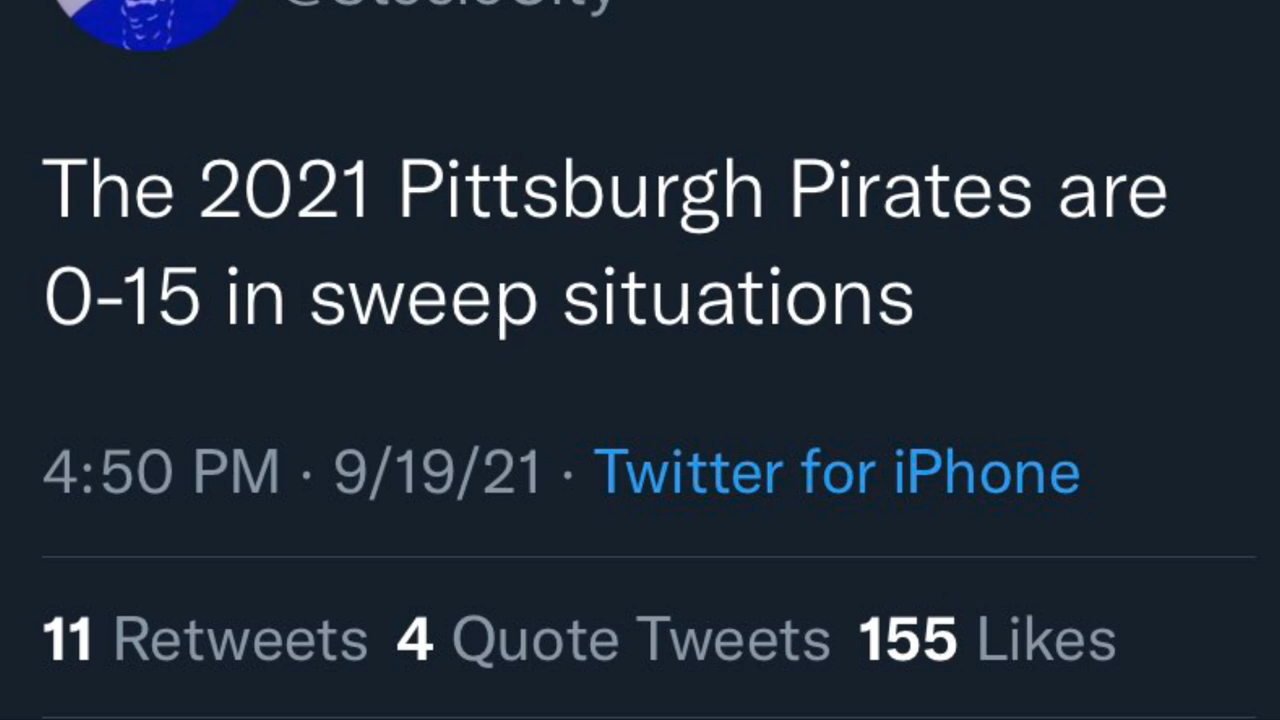 The 2021 Pittsburgh Pirates are
0-15 in sweep situations
4:50 PM · 9/19/21 · Twitter for iPhone
11 Retweets 4 Quote Tweets 155 Likes